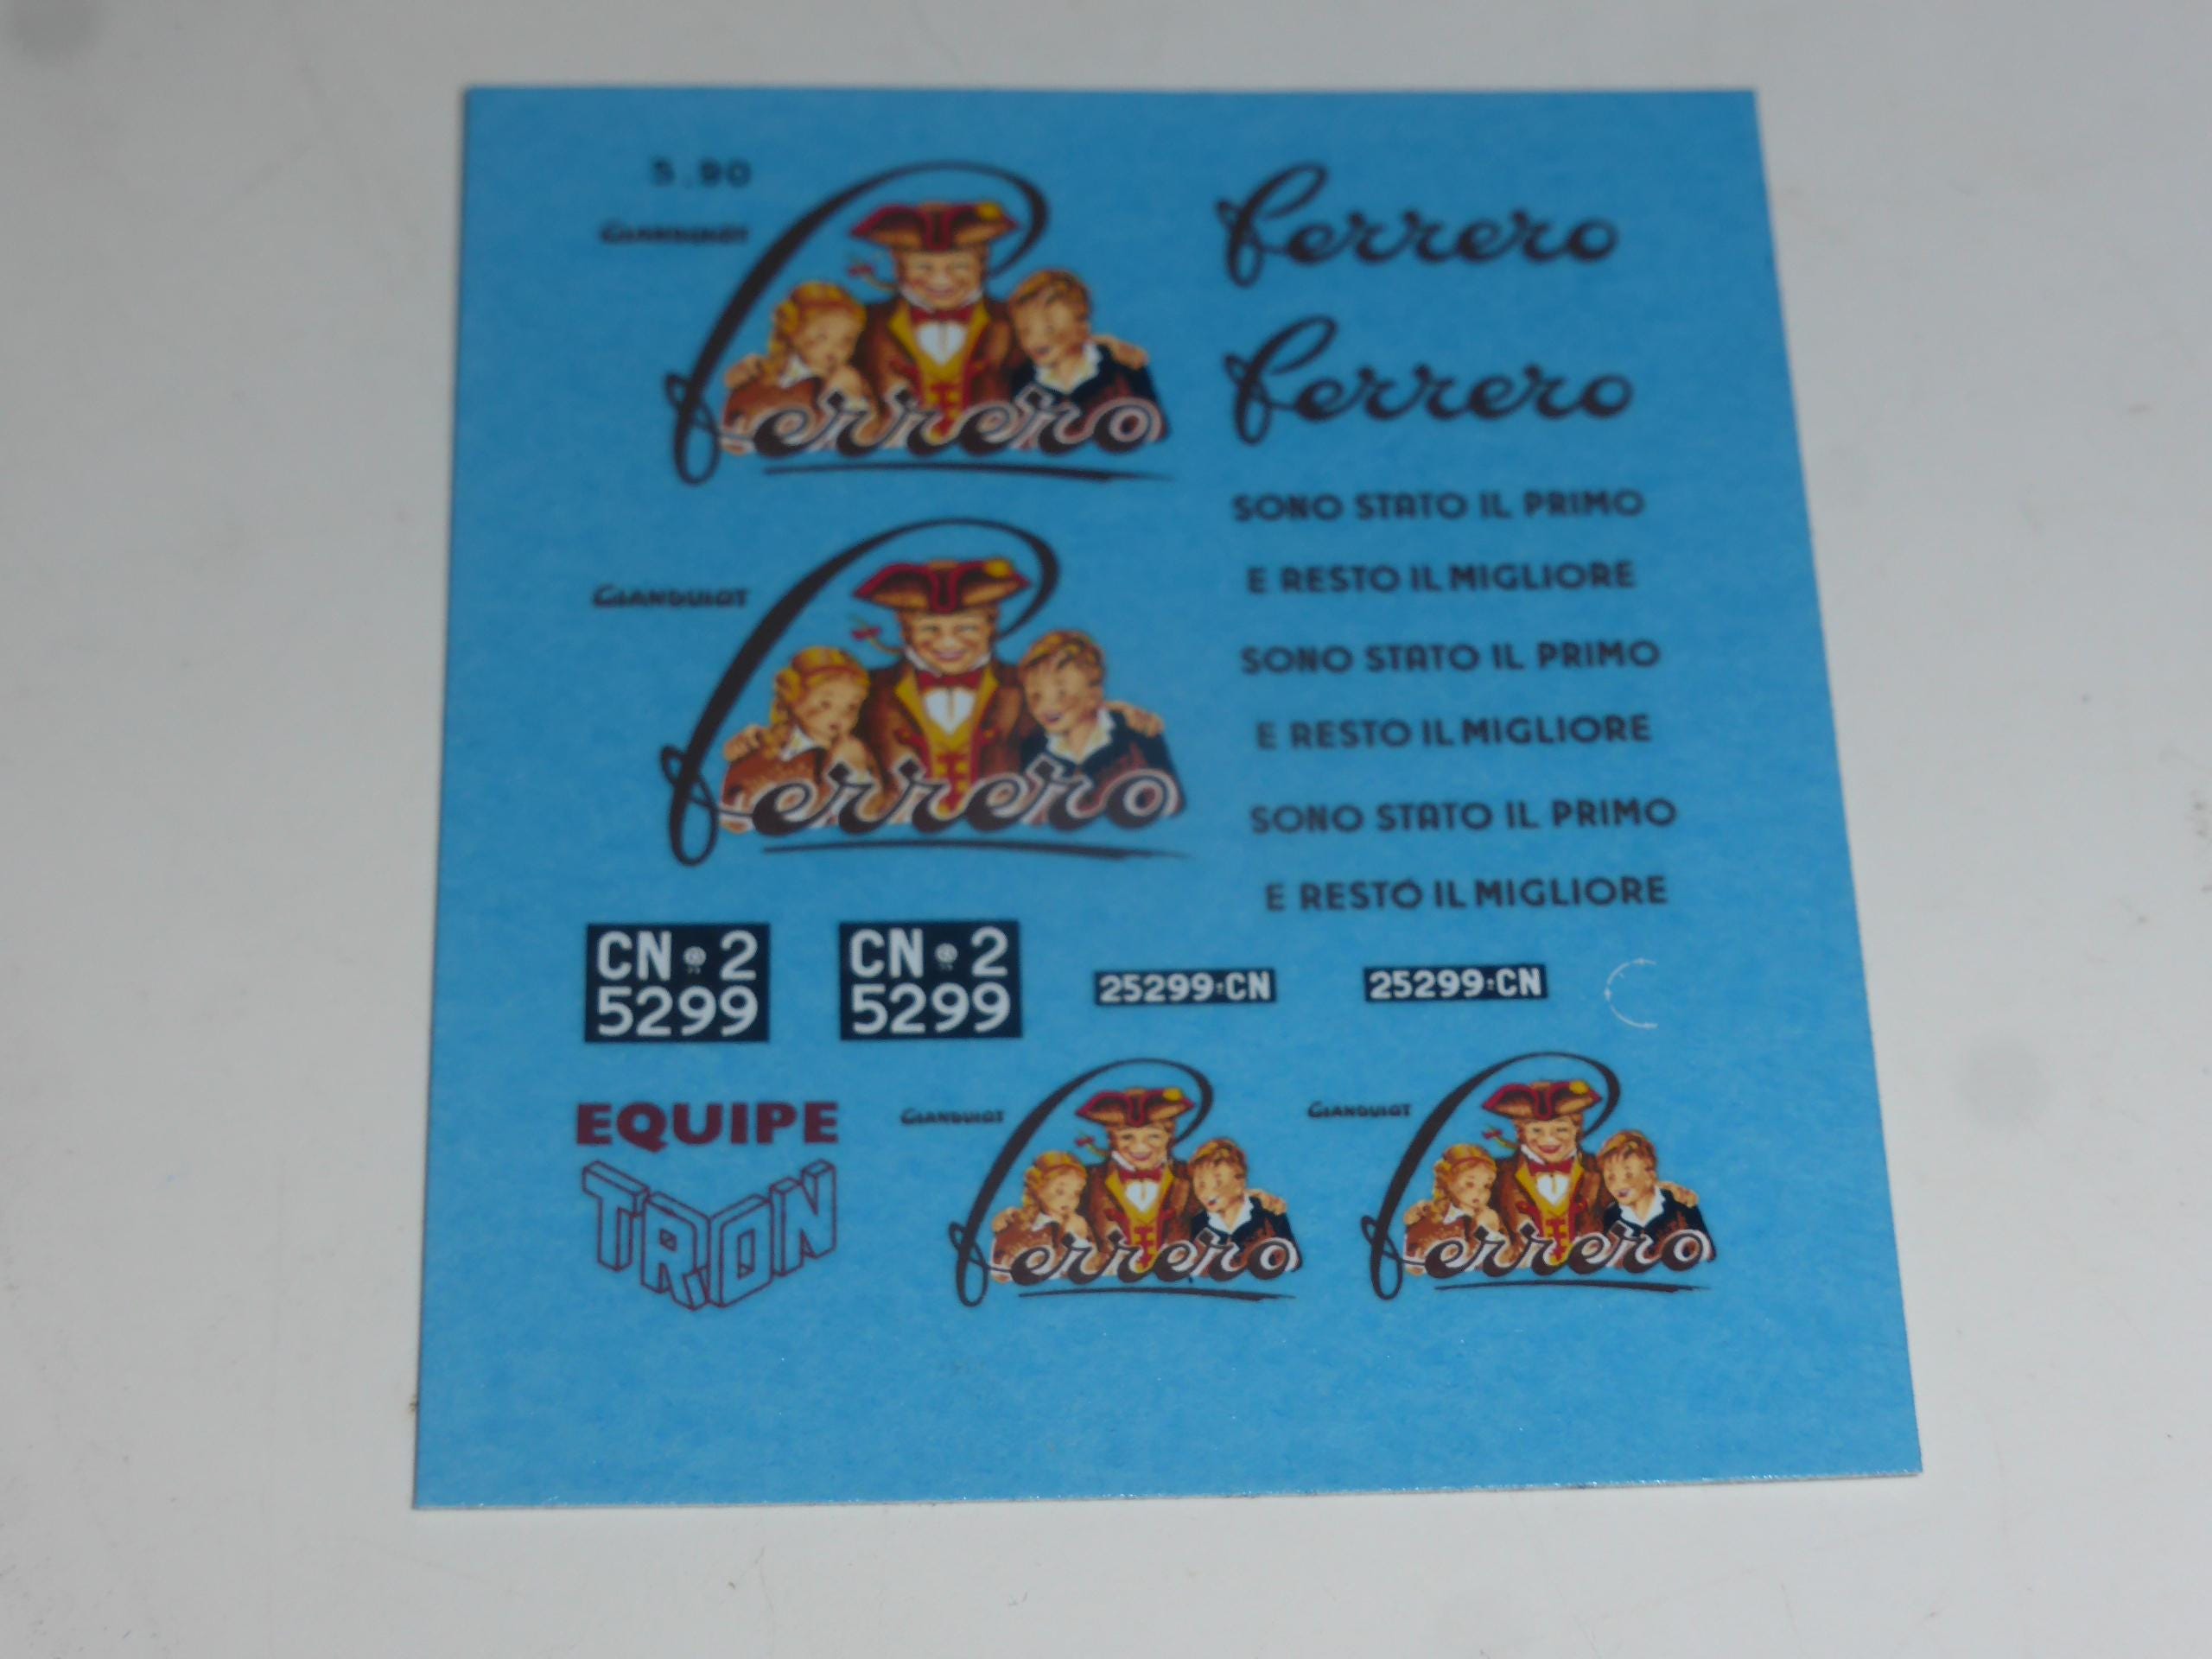 5.90
GIANDUIOT
ferrero
ferrero
ferrero
SONO STATO IL PRIMO
E RESTO IL MIGLIORE
GIANDUIOT
ferrero
SONO STATO IL PRIMO
E RESTO IL MIGLIORE
SONO STATO IL PRIMO
E RESTO IL MIGLIORE
CN 2
5299
CN 2
5299
25299 CN
25299 CN
EQUIPE
TRON
GIANDUIOT
ferrero
GIANDUIOT
ferrero